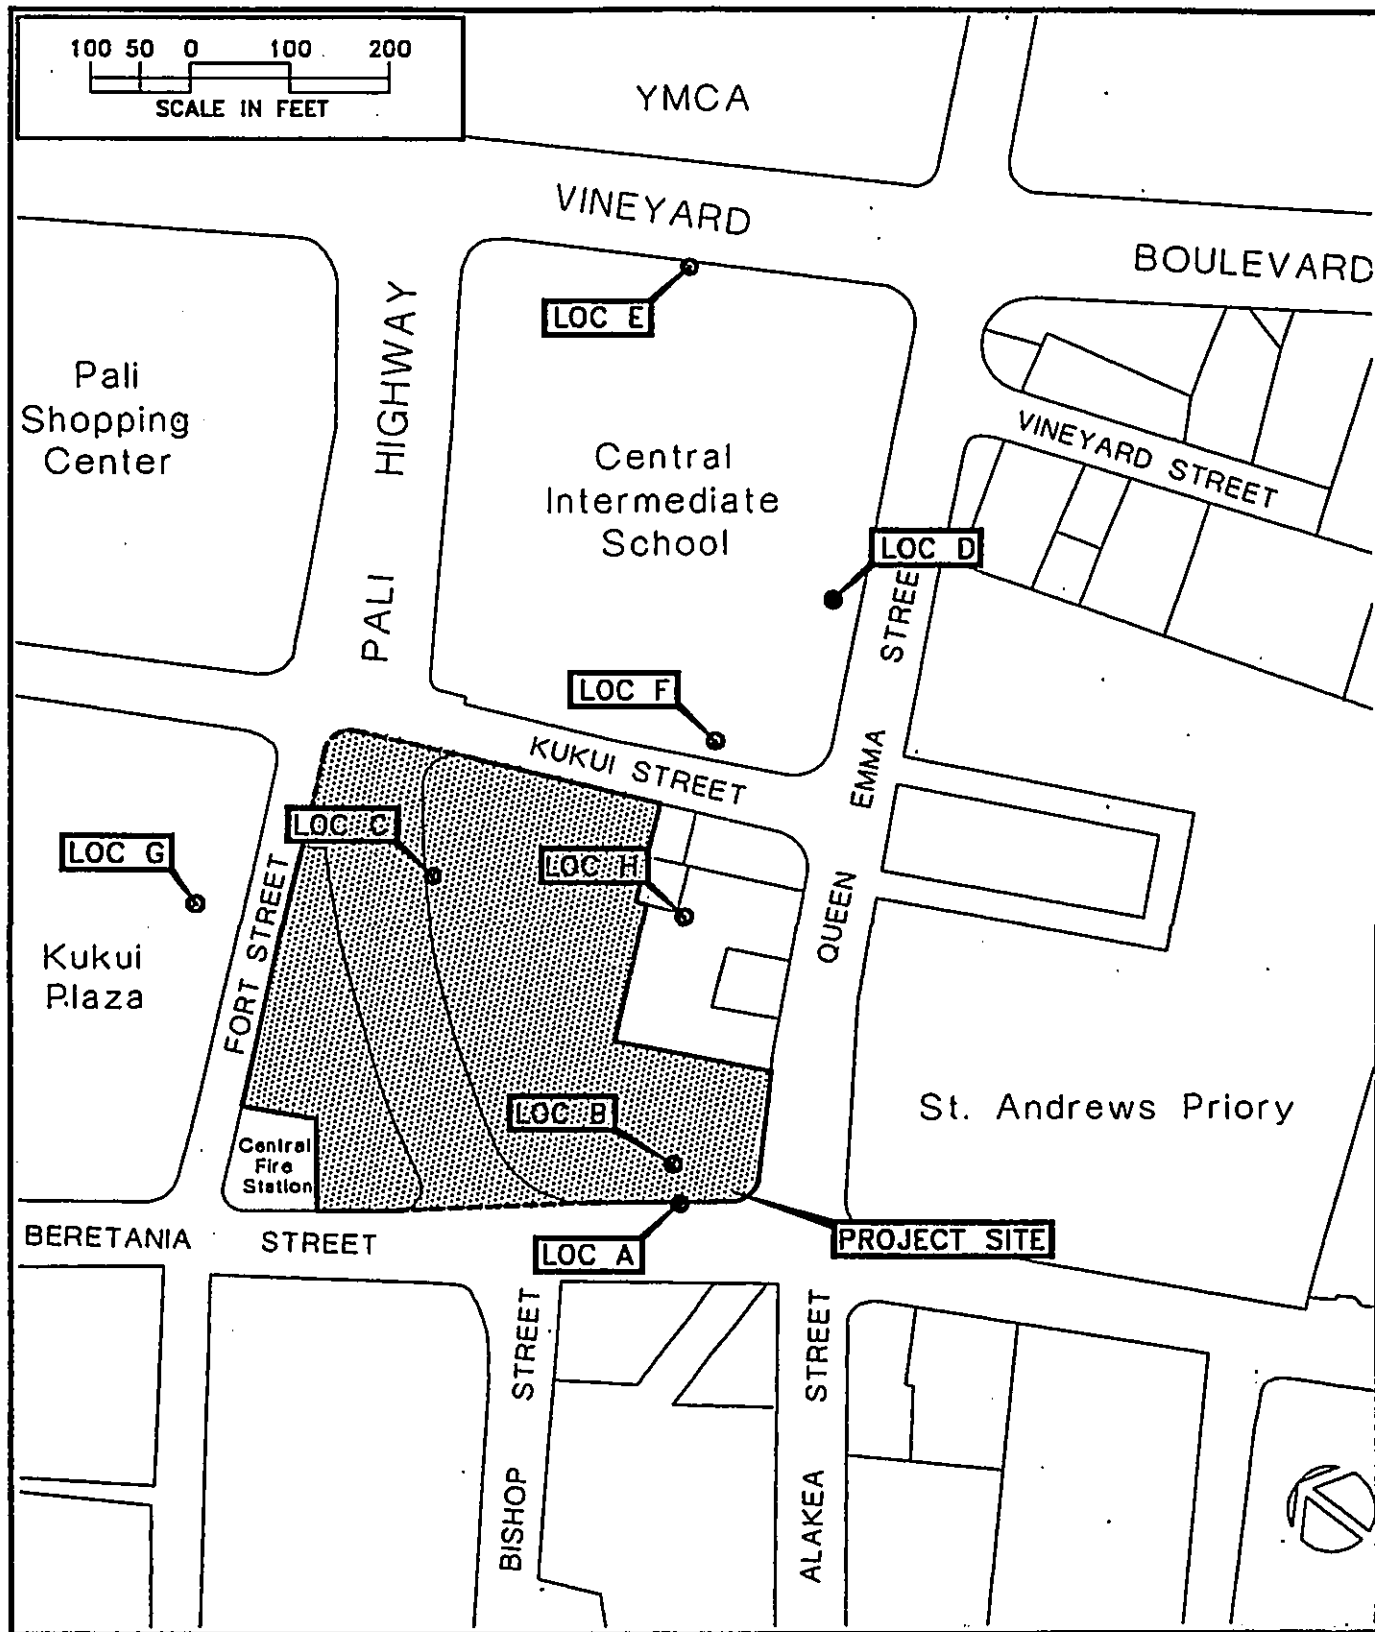 100 50 0 100 200
SCALE IN FEET
YMCA
VINEYARD
BOULEVARD
LOC E
PALI HIGHWAY
Pali
Shopping
Center
Central
Intermediate
School
VINEYARD STREET
LOC D
LOC F
KUKUI STREET
QUEEN EMMA STREE
LOC C
LOC G
LOC H
FORT STREET
Kukui
Plaza
LOC B
St. Andrews Priory
Central
Fire
Station
BERETANIA STREET
LOC A
PROJECT SITE
BISHOP STREET
ALAKEA STREET